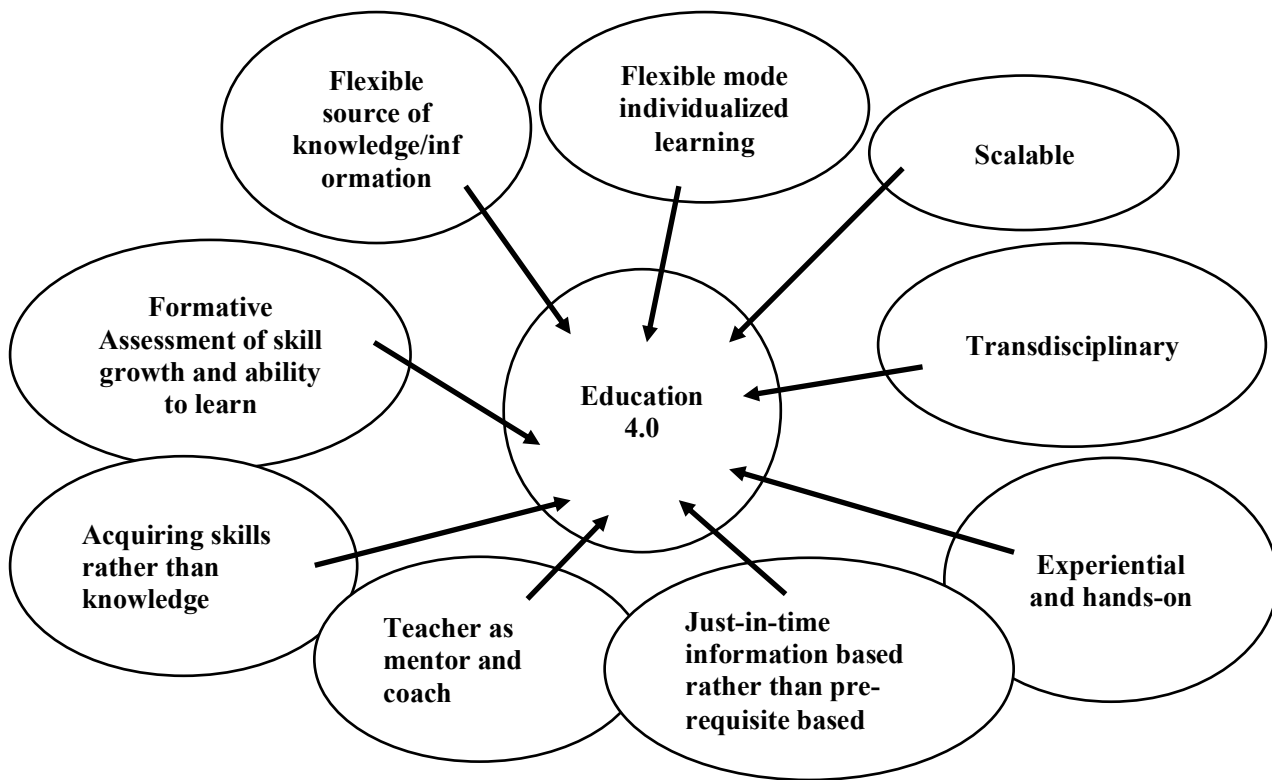 Flexible
source of
knowledge/inf
ormation
Flexible mode
individualized
learning
Scalable
Formative
Assessment of skill
growth and ability
to learn
Education
4.0
Transdisciplinary
Acquiring skills
rather than
knowledge
Teacher as
mentor and
coach
Just-in-time
information based
rather than pre-
requisite based
Experiential
and hands-on